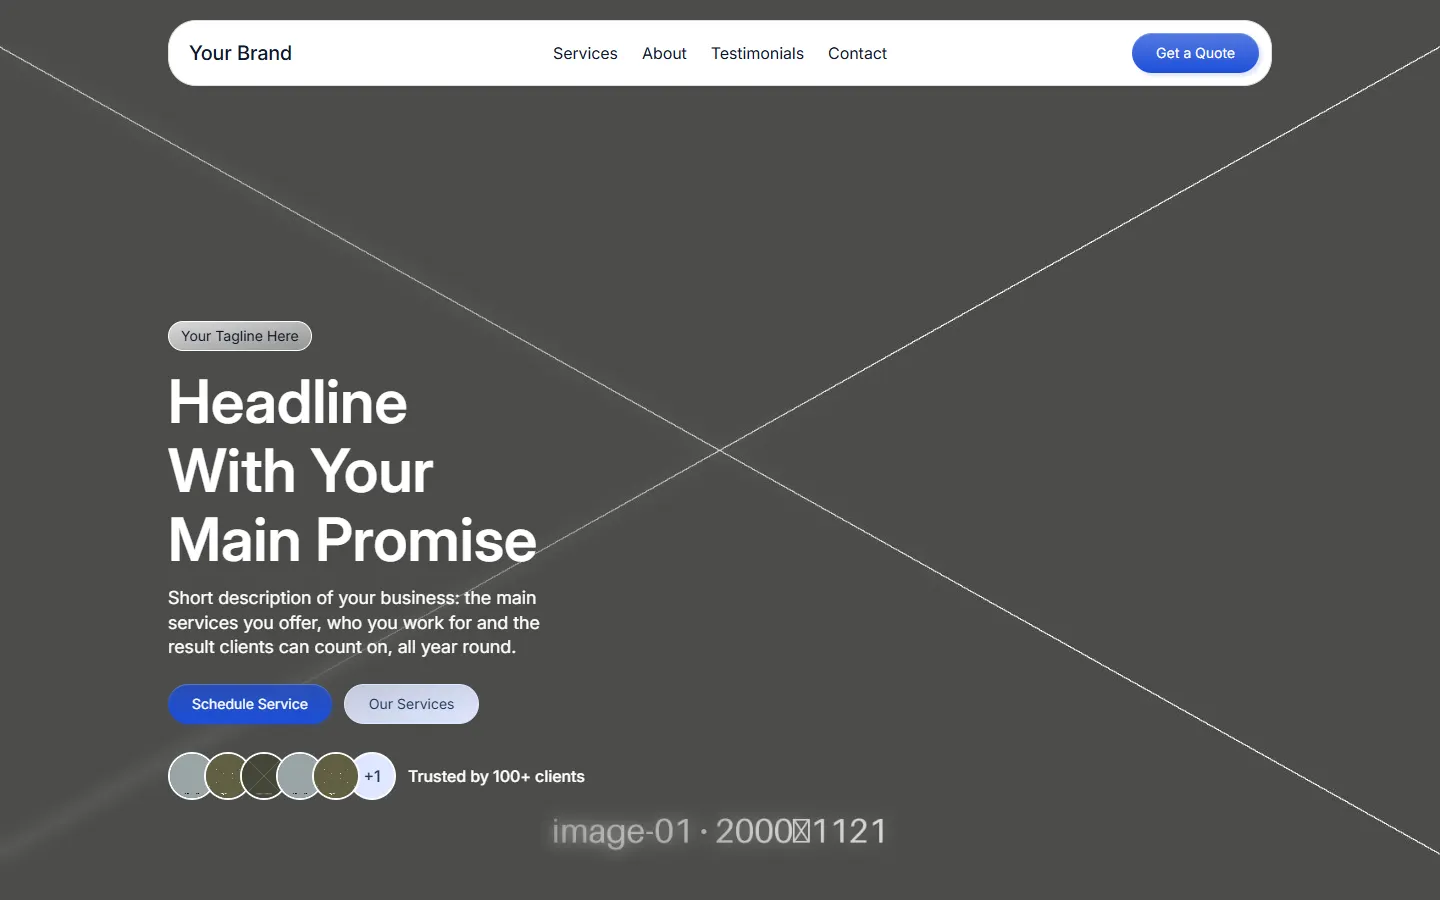 Your Brand
Services
About
Testimonials
Contact
Get a Quote
Your Tagline Here
Headline
With Your
Main Promise
Short description of your business: the main
services you offer, who you work for and the
result clients can count on, all year round.
Schedule Service
Our Services
+1
Trusted by 100+ clients
image-01 · 2000▯1121